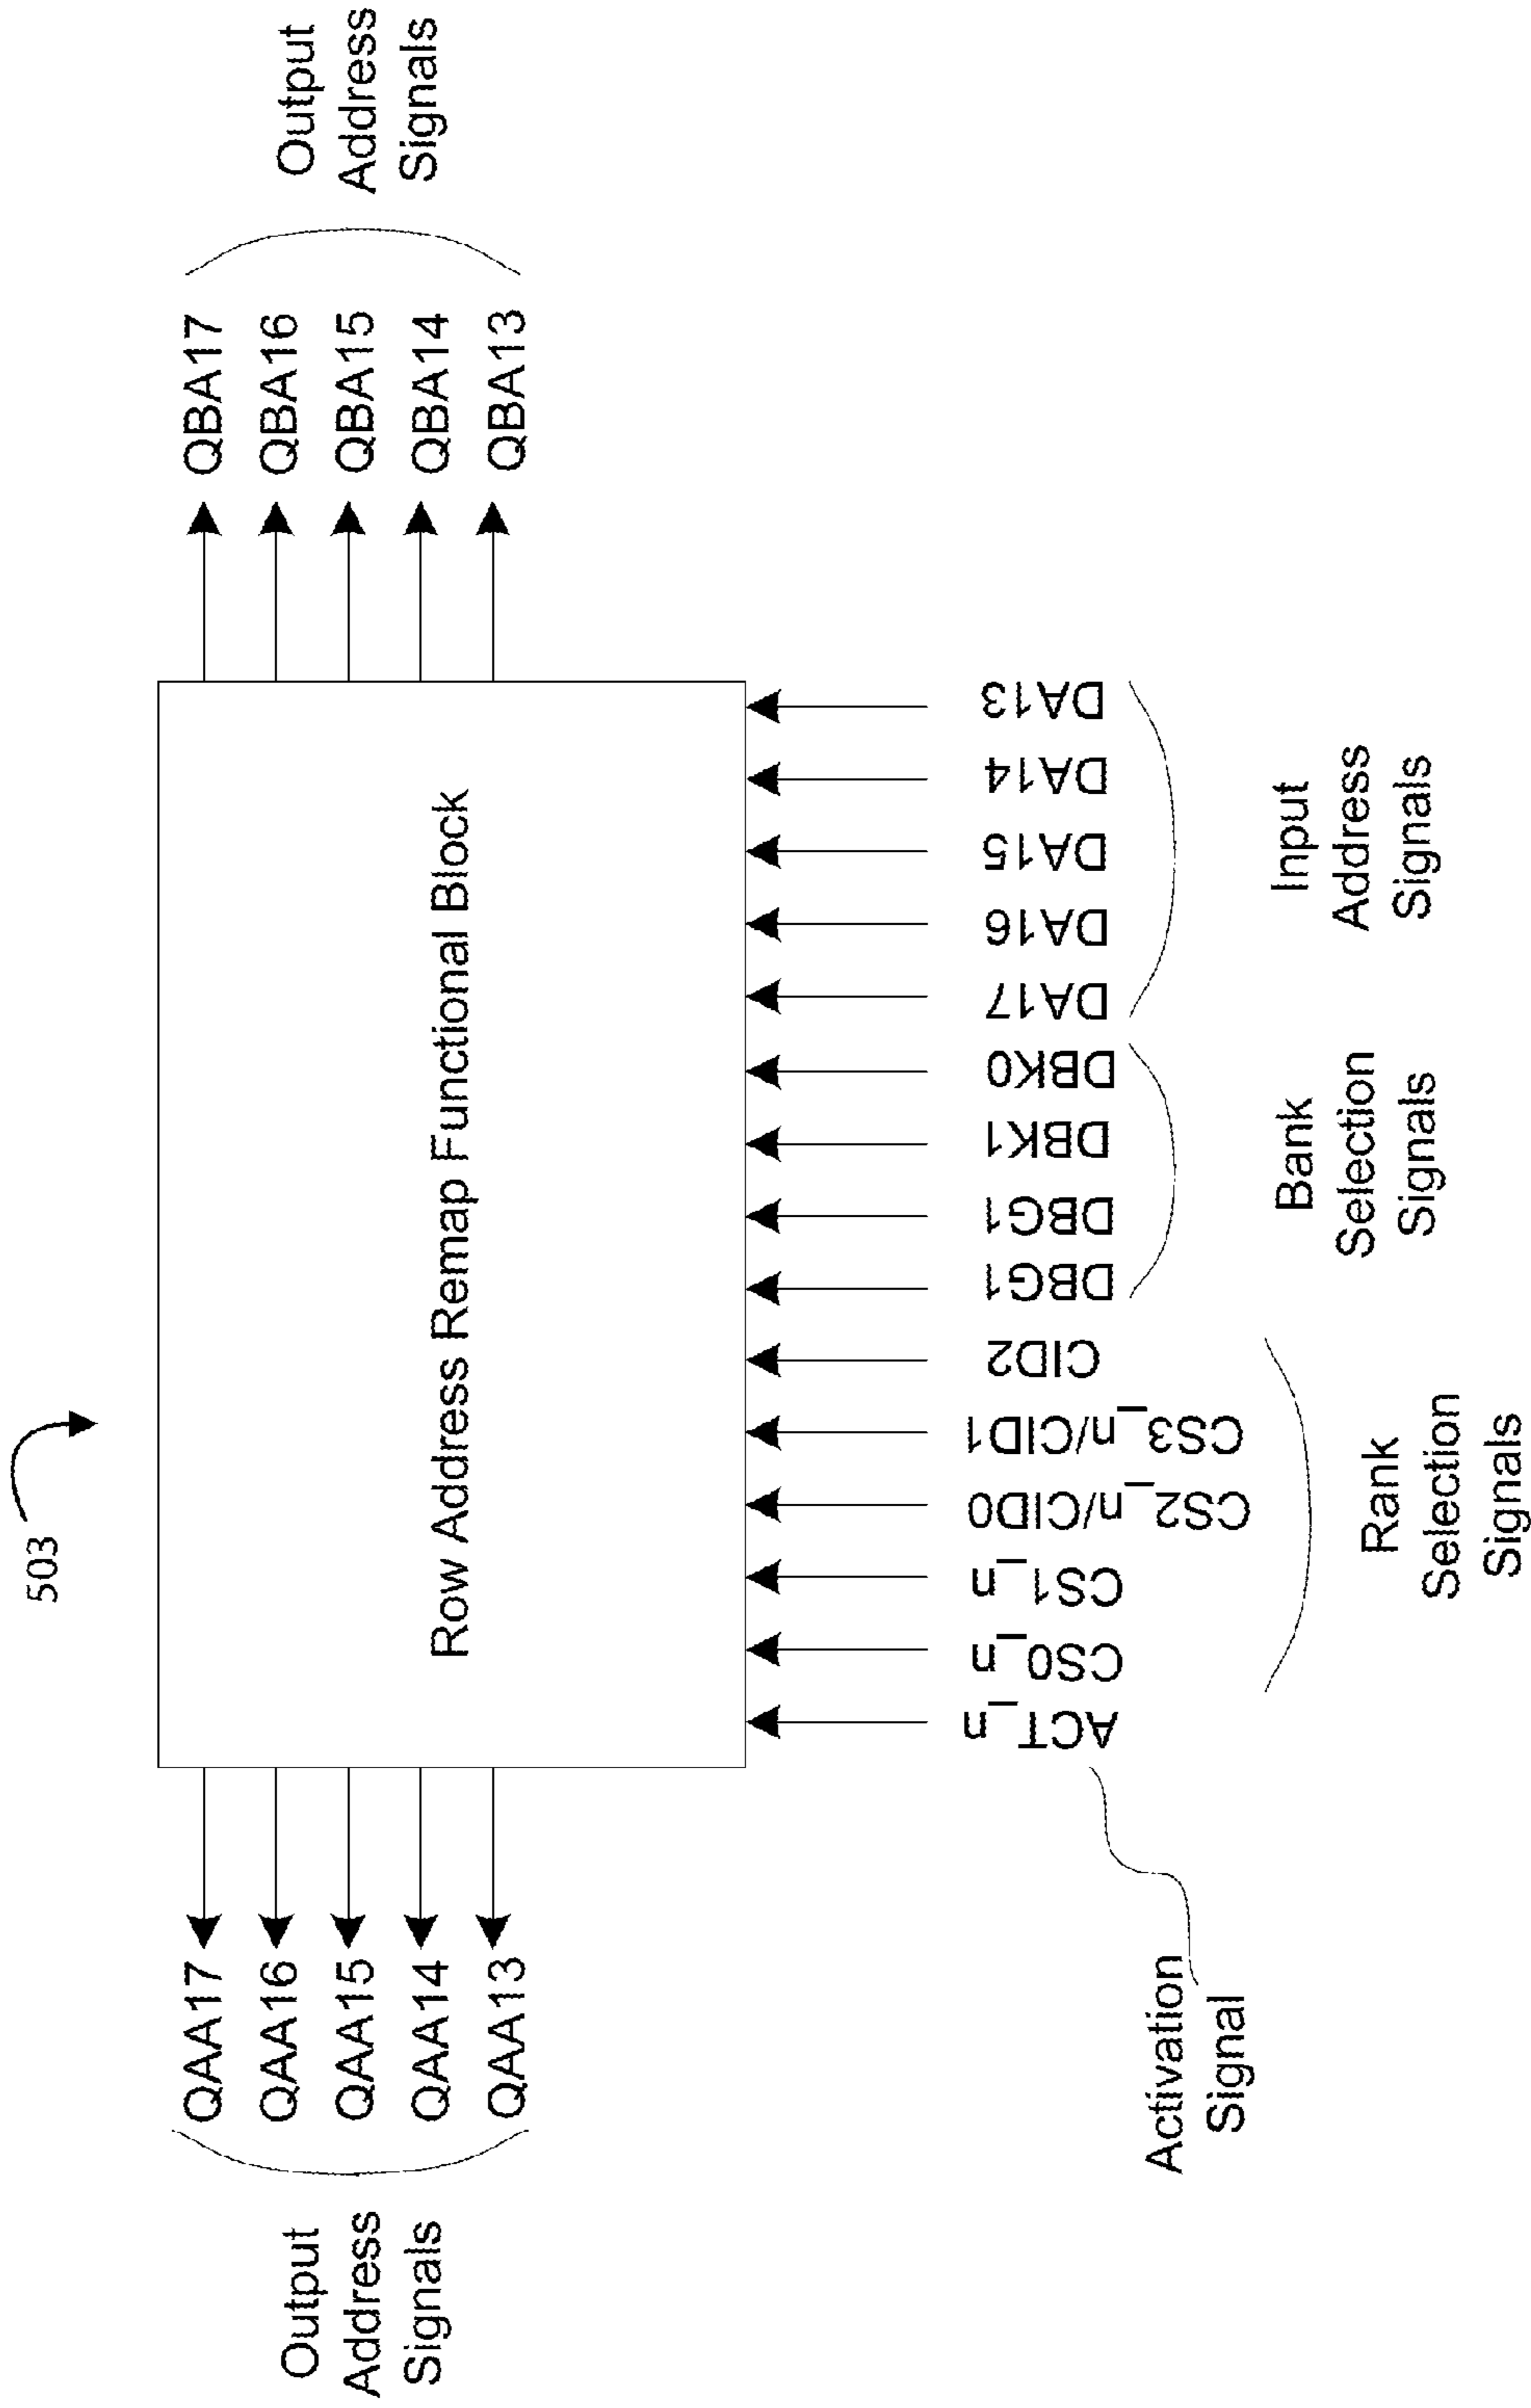 503
Row Address Remap Functional Block
QAA17
QAA16
QAA15
QAA14
QAA13
Output
Address
Signals
QBA17
QBA16
QBA15
QBA14
QBA13
Output
Address
Signals
ACT_n
CS0_n
CS1_n
CS2_n/CID0
CS3_n/CID1
CID2
DBG1
DBG1
DBK1
DBK0
DA17
DA16
DA15
DA14
DA13
Activation
Signal
Rank
Selection
Signals
Bank
Selection
Signals
Input
Address
Signals